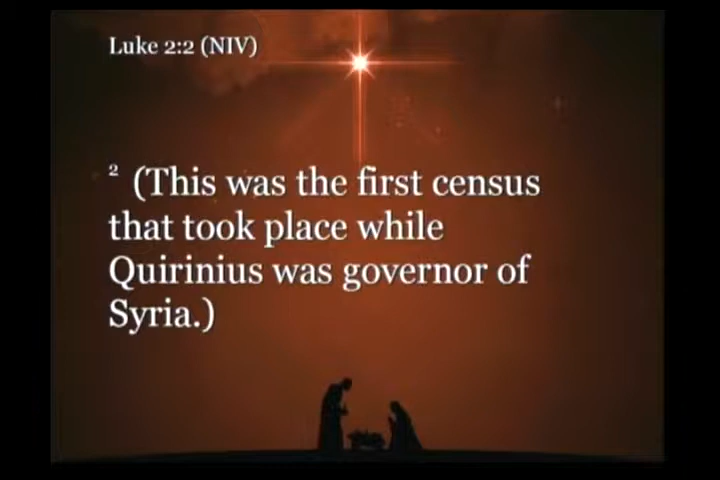 Luke 2:2 (NIV)
2 (This was the first census
that took place while
Quirinius was governor of
Syria.)